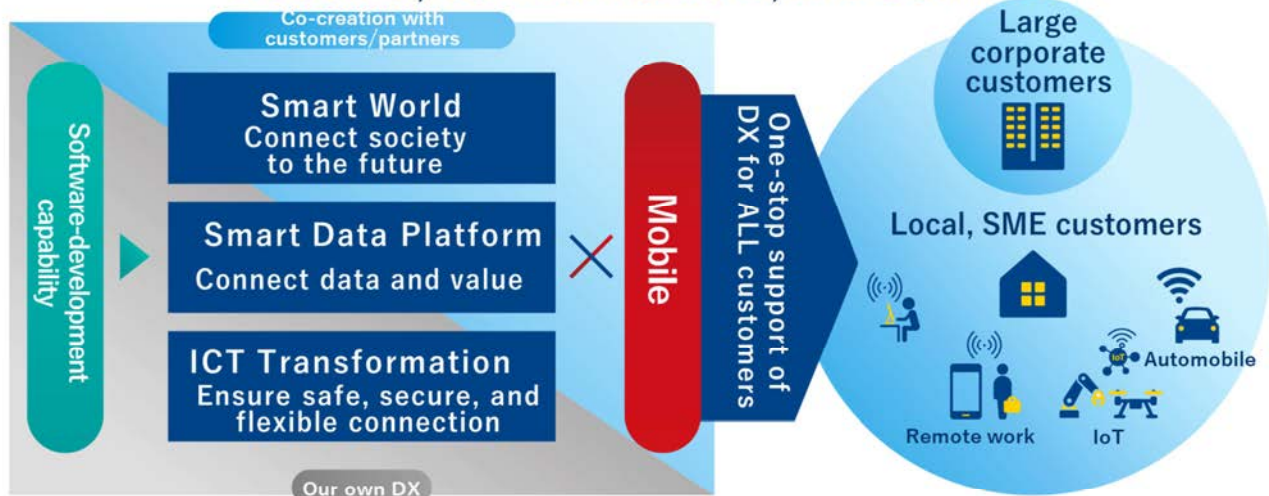 Co-creation with
customers/partners
Software-development
capability
Smart World
Connect society
to the future
Smart Data Platform
Connect data and value
ICT Transformation
Ensure safe, secure, and
flexible connection
Our own DX
Mobile
One-stop support of
DX for ALL customers
Large
corporate
customers
Local, SME customers
IoT
Automobile
Remote work
IoT